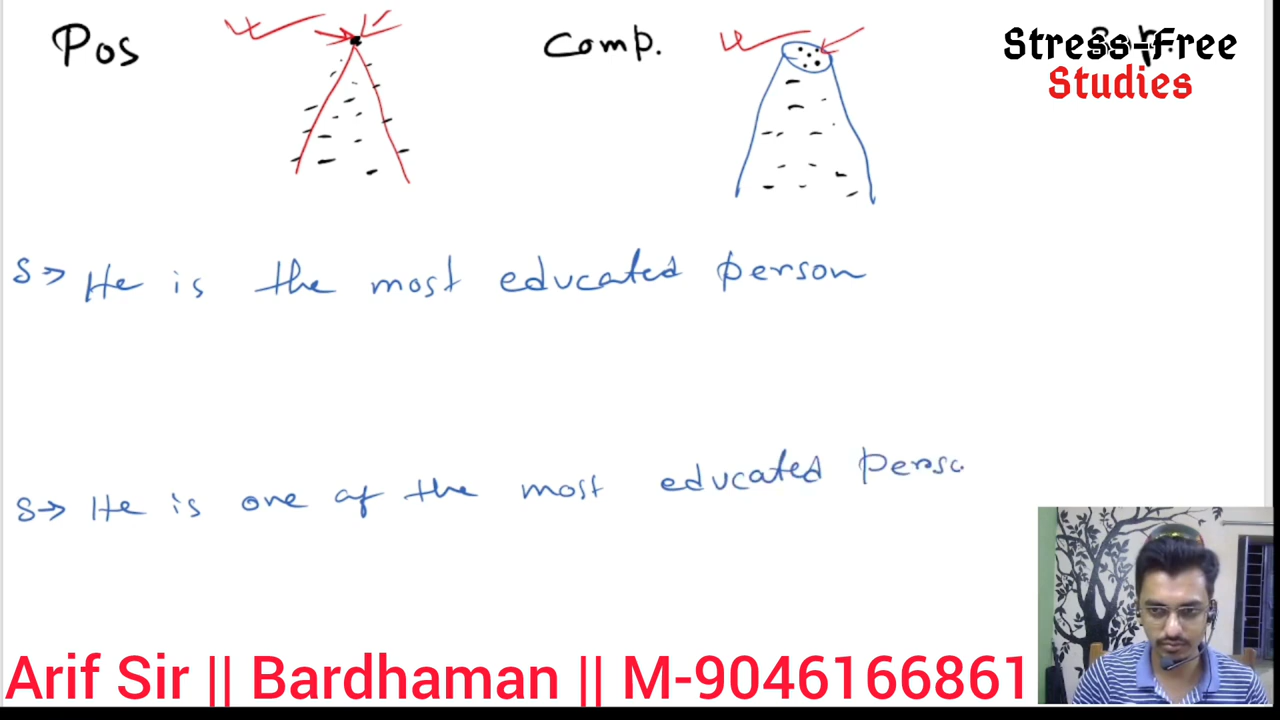 Pos Comp. Stress-Free
Studies
S→ He is the most educated person
S→ He is one of the most educated perso
Arif Sir || Bardhaman || M-9046166861